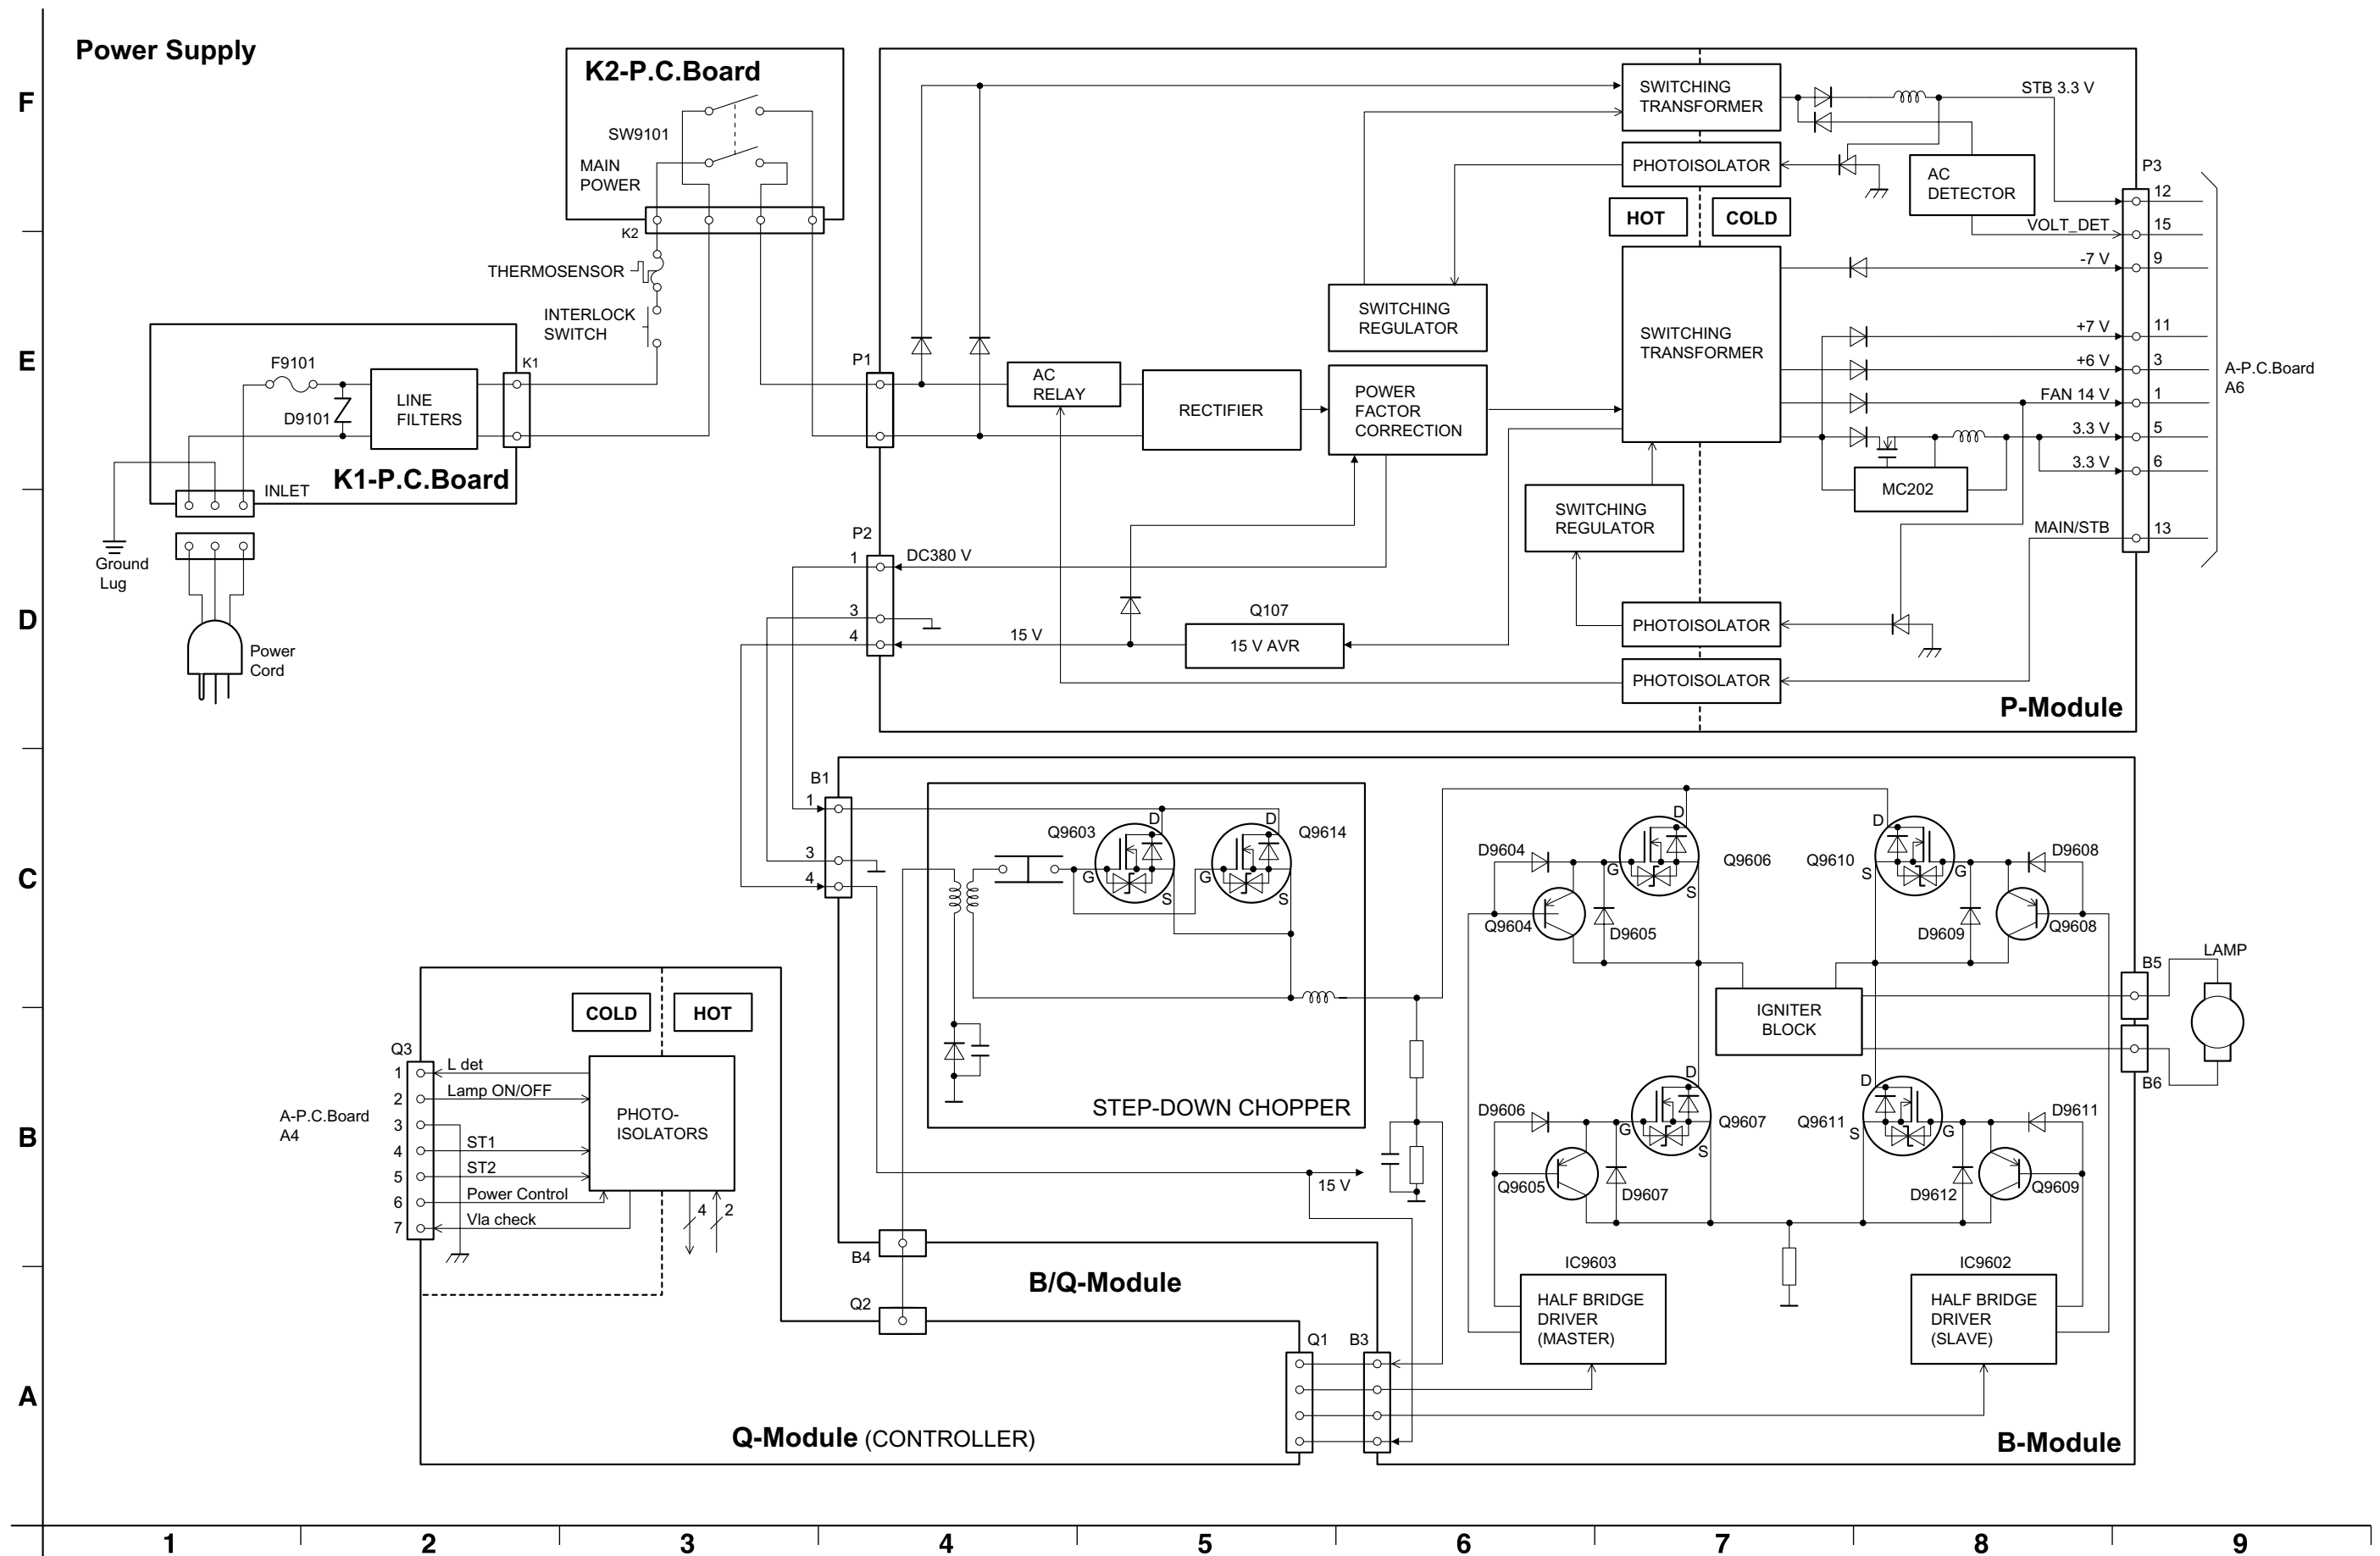 Power Supply
F
E
D
C
B
A
K2-P.C.Board
SW9101
MAIN
POWER
K2
THERMOSENSOR
INTERLOCK
SWITCH
F9101
D9101
LINE
FILTERS
K1
K1-P.C.Board
INLET
Ground
Lug
Power
Cord
SWITCHING
TRANSFORMER
STB 3.3 V
PHOTOISOLATOR
AC
DETECTOR
P3
12
HOT
COLD
VOLT_DET
15
-7 V
9
SWITCHING
REGULATOR
SWITCHING
TRANSFORMER
+7 V
11
+6 V
3
FAN 14 V
1
3.3 V
5
3.3 V
6
A-P.C.Board
A6
P1
AC
RELAY
RECTIFIER
POWER
FACTOR
CORRECTION
MC202
SWITCHING
REGULATOR
MAIN/STB
13
P2
1
DC380 V
3
4
15 V
Q107
15 V AVR
PHOTOISOLATOR
PHOTOISOLATOR
P-Module
B1
1
3
4
Q9603
D
G
S
Q9614
D
G
S
STEP-DOWN CHOPPER
15 V
D9604
Q9604
D9605
D
G
S
Q9606
Q9610
D
S
G
D9608
D9609
Q9608
IGNITER
BLOCK
B5
B6
LAMP
D9606
Q9605
D9607
D
G
S
Q9607
Q9611
D
S
G
D9611
D9612
Q9609
IC9603
HALF BRIDGE
DRIVER
(MASTER)
IC9602
HALF BRIDGE
DRIVER
(SLAVE)
COLD
HOT
Q3
A-P.C.Board
A4
1
L det
2
Lamp ON/OFF
3
4
ST1
5
ST2
6
Power Control
7
Vla check
PHOTO-
ISOLATORS
4
2
B4
Q2
B/Q-Module
Q1
B3
Q-Module (CONTROLLER)
B-Module
1
2
3
4
5
6
7
8
9